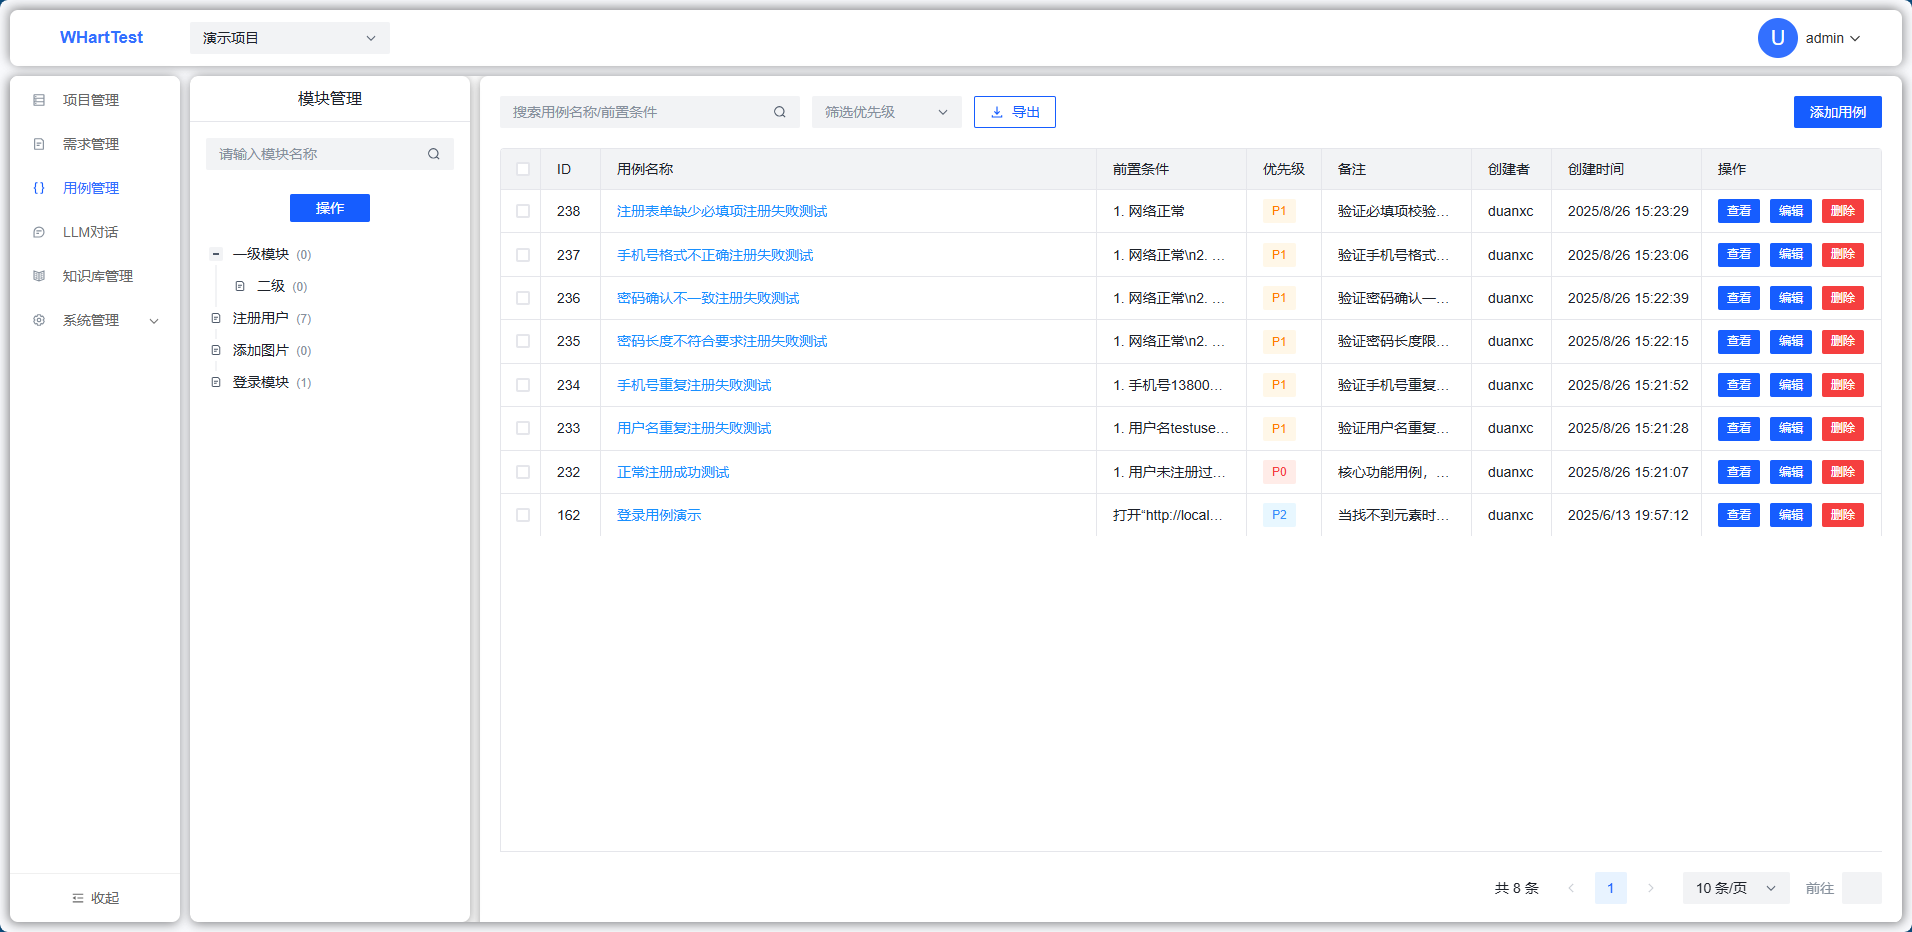 WHartTest
演示项目
U
admin
项目管理
需求管理
用例管理
LLM对话
知识库管理
系统管理
收起
模块管理
请输入模块名称
操作
一级模块 (0)
二级 (0)
注册用户 (7)
添加图片 (0)
登录模块 (1)
搜索用例名称/前置条件
筛选优先级
导出
添加用例
ID 用例名称 前置条件 优先级 备注 创建者 创建时间 操作
238 注册表单缺少必填项注册失败测试 1. 网络正常 P1 验证必填项校验... duanxc 2025/8/26 15:23:29 查看 编辑 删除
237 手机号格式不正确注册失败测试 1. 网络正常\n2. ... P1 验证手机号格式... duanxc 2025/8/26 15:23:06 查看 编辑 删除
236 密码确认不一致注册失败测试 1. 网络正常\n2. ... P1 验证密码确认一... duanxc 2025/8/26 15:22:39 查看 编辑 删除
235 密码长度不符合要求注册失败测试 1. 网络正常\n2. ... P1 验证密码长度限... duanxc 2025/8/26 15:22:15 查看 编辑 删除
234 手机号重复注册失败测试 1. 手机号13800... P1 验证手机号重复... duanxc 2025/8/26 15:21:52 查看 编辑 删除
233 用户名重复注册失败测试 1. 用户名testuse... P1 验证用户名重复... duanxc 2025/8/26 15:21:28 查看 编辑 删除
232 正常注册成功测试 1. 用户未注册过... P0 核心功能用例，... duanxc 2025/8/26 15:21:07 查看 编辑 删除
162 登录用例演示 打开“http://local... P2 当找不到元素时... duanxc 2025/6/13 19:57:12 查看 编辑 删除
共 8 条 1 10 条/页 前往